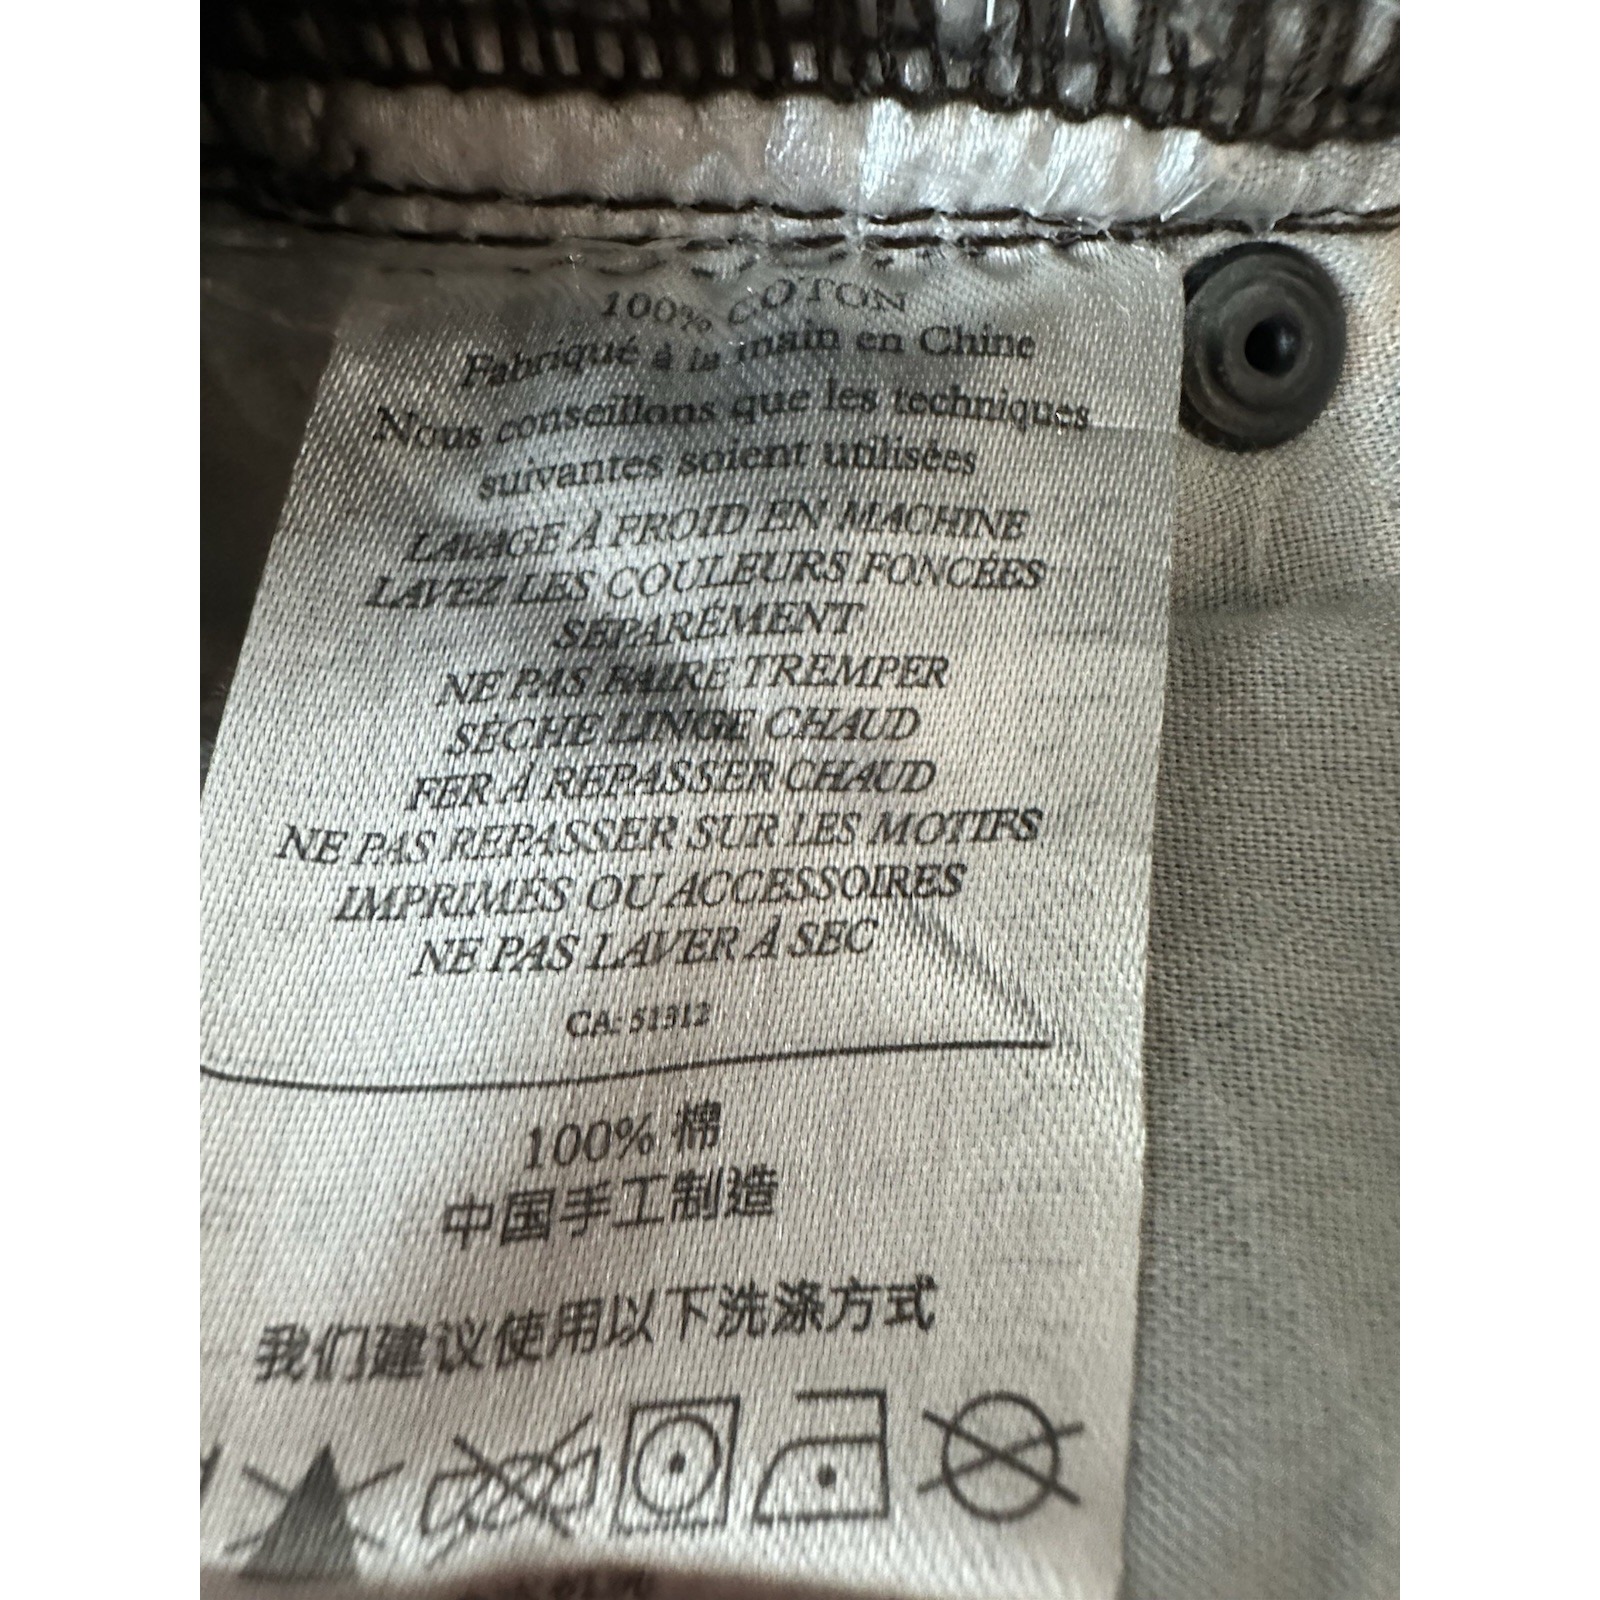 100% COTON
Fabriqué à la main en Chine
Nous conseillons que les techniques
suivantes soient utilisées
LAVAGE À FROID EN MACHINE
LAVEZ LES COULEURS FONCÉES
SÉPARÉMENT
NE PAS FAIRE TREMPER
SÈCHE LINGE CHAUD
FER À REPASSER CHAUD
NE PAS REPASSER SUR LES MOTIFS
IMPRIMÉS OU ACCESSOIRES
NE PAS LAVER À SEC
CA: 51312
100% 棉
中国手工制造
我们建议使用以下洗涤方式